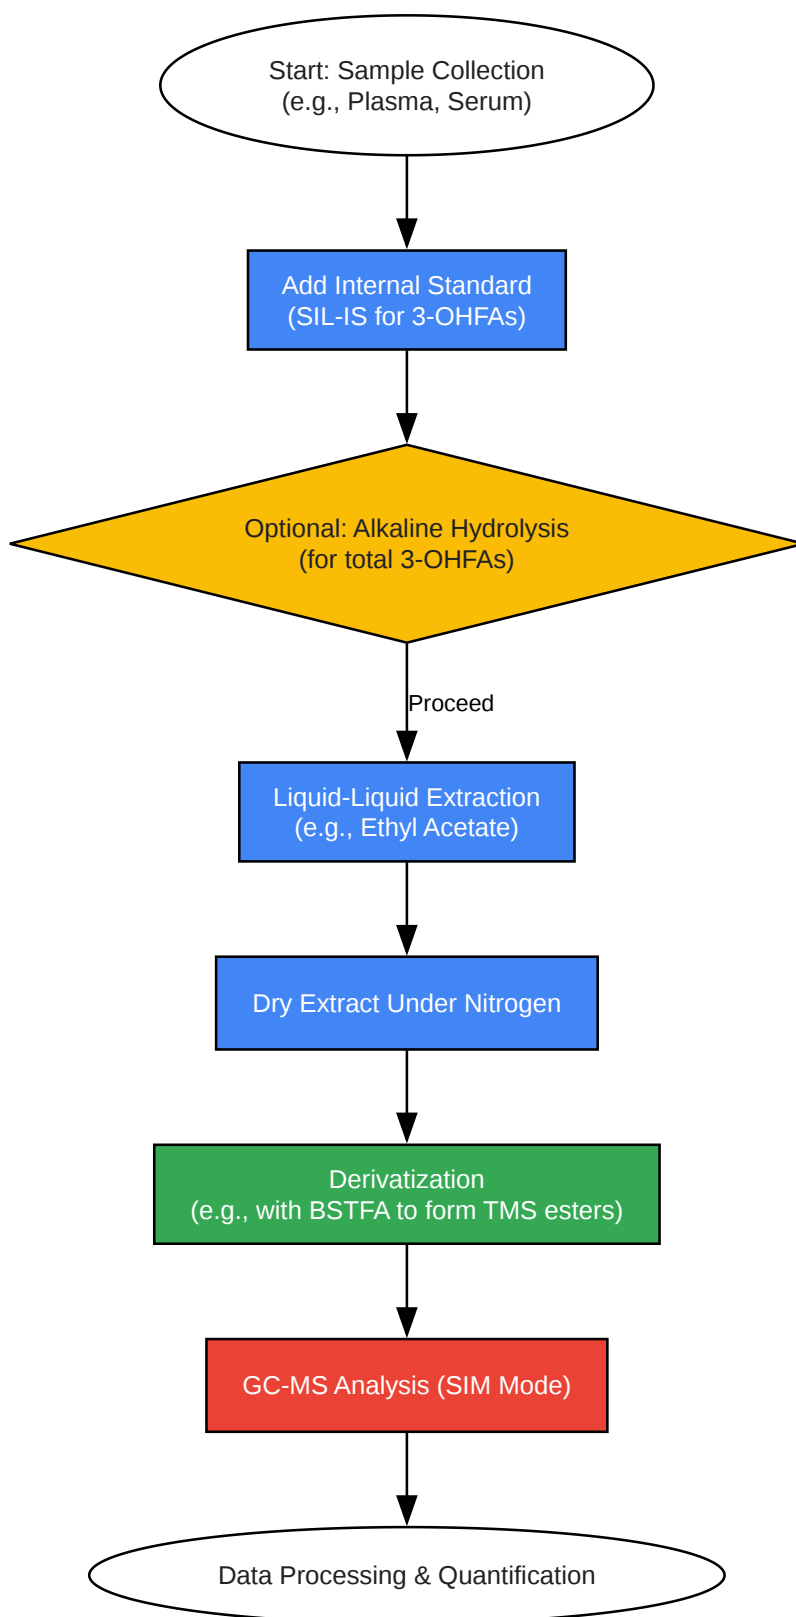 Start: Sample Collection
(e.g., Plasma, Serum)
Add Internal Standard
(SIL-IS for 3-OHFAs)
Optional: Alkaline Hydrolysis
(for total 3-OHFAs)
Proceed
Liquid-Liquid Extraction
(e.g., Ethyl Acetate)
Dry Extract Under Nitrogen
Derivatization
(e.g., with BSTFA to form TMS esters)
GC-MS Analysis (SIM Mode)
Data Processing & Quantification